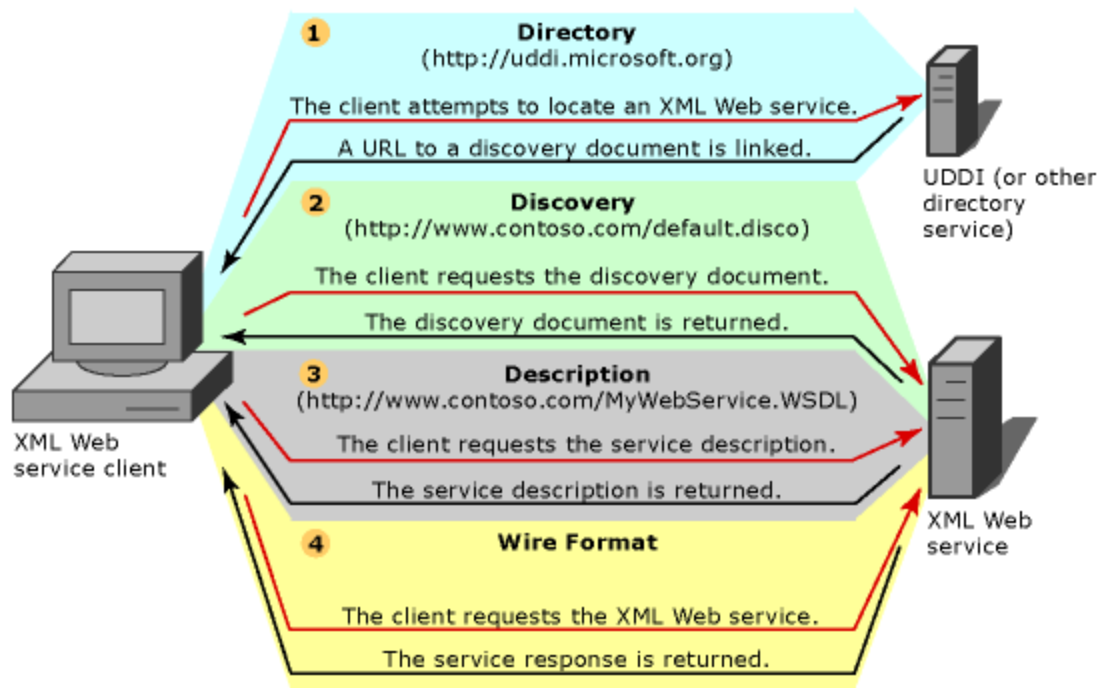 1
Directory
(http://uddi.microsoft.org)
The client attempts to locate an XML Web service.
A URL to a discovery document is linked.
UDDI (or other
directory
service)
2
Discovery
(http://www.contoso.com/default.disco)
The client requests the discovery document.
The discovery document is returned.
3
Description
(http://www.contoso.com/MyWebService.WSDL)
The client requests the service description.
The service description is returned.
XML Web
service client
XML Web
service
4
Wire Format
The client requests the XML Web service.
The service response is returned.